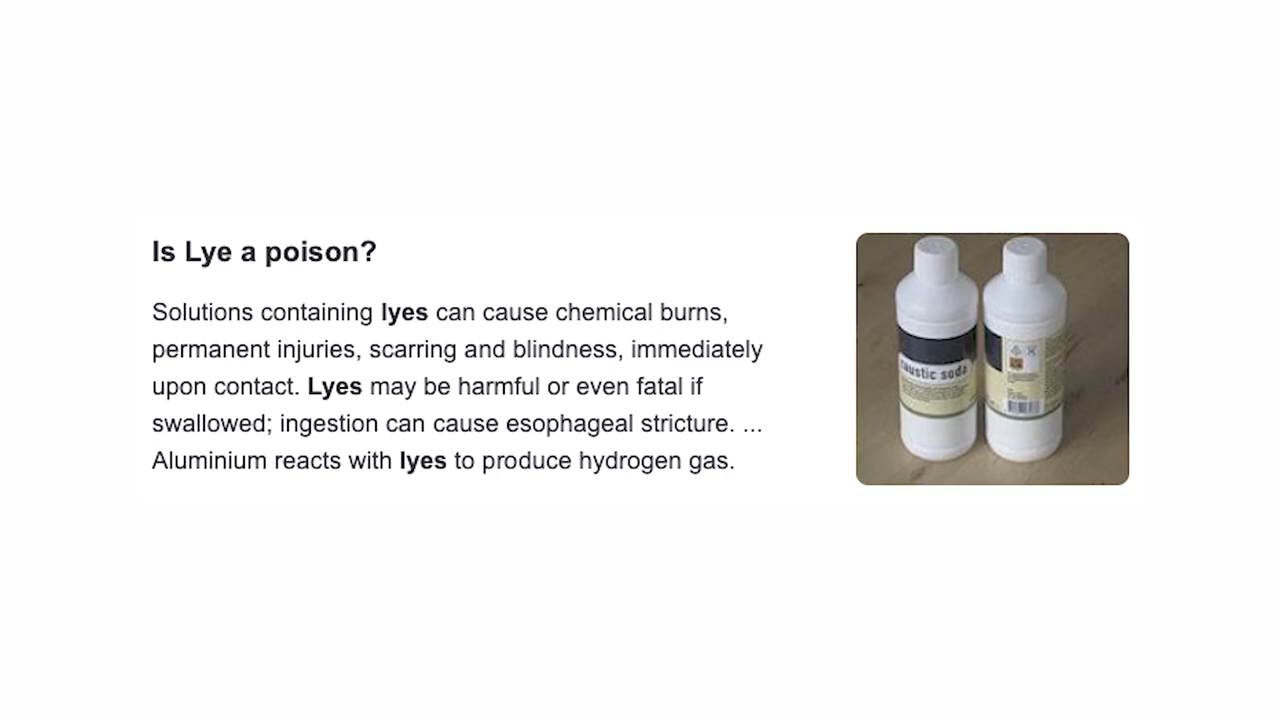 Is Lye a poison?
Solutions containing lyes can cause chemical burns,
permanent injuries, scarring and blindness, immediately
upon contact. Lyes may be harmful or even fatal if
swallowed; ingestion can cause esophageal stricture. ...
Aluminium reacts with lyes to produce hydrogen gas.
caustic soda